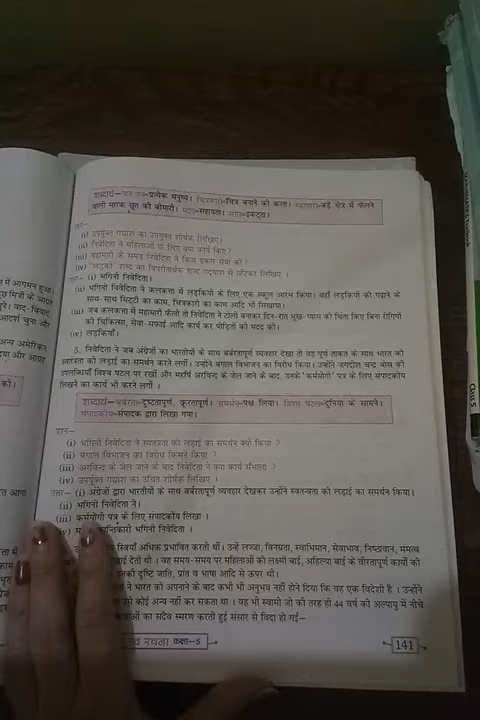 शब्दार्थ—जन जन=प्रत्येक मनुष्य। चित्रकारी=चित्र बनाने की कला। महामारी=बड़े क्षेत्र में फैलने
वाली मारक छूत की बीमारी। मदद=सहायता।
प्रश्न—
(i) उपर्युक्त गद्यांश का उपयुक्त शीर्षक लिखिए।
(ii) निवेदिता ने महिलाओं के लिए क्या कार्य किए?
(iii) महामारी के समय निवेदिता ने किस प्रकार सेवा की?
(iv) 'लड़का' शब्द का विपरीतार्थक शब्द गद्यांश से छाँटकर लिखिए ।
(i) भगिनी निवेदिता।
(ii) भगिनी निवेदिता ने कलकत्ता में लड़कियों के लिए एक स्कूल आरंभ किया। वहाँ लड़कियों को पढ़ाने के
साथ-साथ मिट्टी का काम, चित्रकारी का काम आदि भी सिखाया।
(iii) जब कलकत्ता में महामारी फैली तो निवेदिता ने टोली बनाकर दिन-रात भूख-प्यास की चिंता किए बिना रोगियों
की चिकित्सा, सेवा-सफाई आदि कार्य कर पीड़ितों की मदद की।
(iv) लड़कियाँ।
5. निवेदिता ने जब अंग्रेजों का भारतीयों के साथ बर्बरतापूर्ण व्यवहार देखा तो वह पूर्ण ताकत के साथ भारत की
स्वतंत्रता की लड़ाई का समर्थन करने लगीं। उन्होंने बंगाल विभाजन का विरोध किया। उन्होंने जगदीश चन्द्र बोस की
उपलब्धियाँ विश्व पटल पर रखीं और महर्षि अरविन्द के जेल जाने के बाद, उनके 'कर्मयोगी' पत्र के लिए संपादकीय
लिखने का कार्य भी करने लगीं ।
शब्दार्थ—बर्बरता=दुष्टतापूर्ण, क्रूरतापूर्ण। समर्थन=पक्ष लिया। विश्व पटल=दुनिया के सामने।
संपादकीय=संपादक द्वारा लिखा गया।
प्रश्न—
(i) भगिनी निवेदिता ने स्वतंत्रता की लड़ाई का समर्थन क्यों किया ?
(ii) बंगाल विभाजन का विरोध किसने किया ?
(iii) अरविन्द के जेल जाने के बाद निवेदिता ने क्या कार्य सँभाला ?
(iv) उपर्युक्त गद्यांश का उचित शीर्षक लिखिए ।
उत्तर— (i) अंग्रेजों द्वारा भारतीयों के साथ बर्बरतापूर्ण व्यवहार देखकर उन्होंने स्वतन्त्रता की लड़ाई का समर्थन किया।
(ii) भगिनी निवेदिता ने।
(iii) कर्मयोगी पत्र के लिए संपादकीय लिखा ।
भगिनी निवेदिता ।
स्त्रियाँ अधिक प्रभावित करती थीं। उन्हें लज्जा, विनम्रता, स्वाभिमान, सेवाभाव, निष्ठावान, ममत्व
देती थी । वह समय-समय पर महिलाओं को लक्ष्मी बाई, अहिल्या बाई के वीरतापूर्ण कार्यों को
दृष्टि जाति, प्रांत व भाषा आदि से ऊपर थी।
ने भारत को अपनाने के बाद कभी भी अनुभव नहीं होने दिया कि वह एक विदेशी है । उन्होंने
कोई अन्य नहीं कर सकता था । वह भी स्वामी जी की तरह ही 44 वर्ष की अल्पायु में नीचे
का सदैव स्मरण करती हुई संसार से विदा हो गईं—
रचना कक्षा—5
141